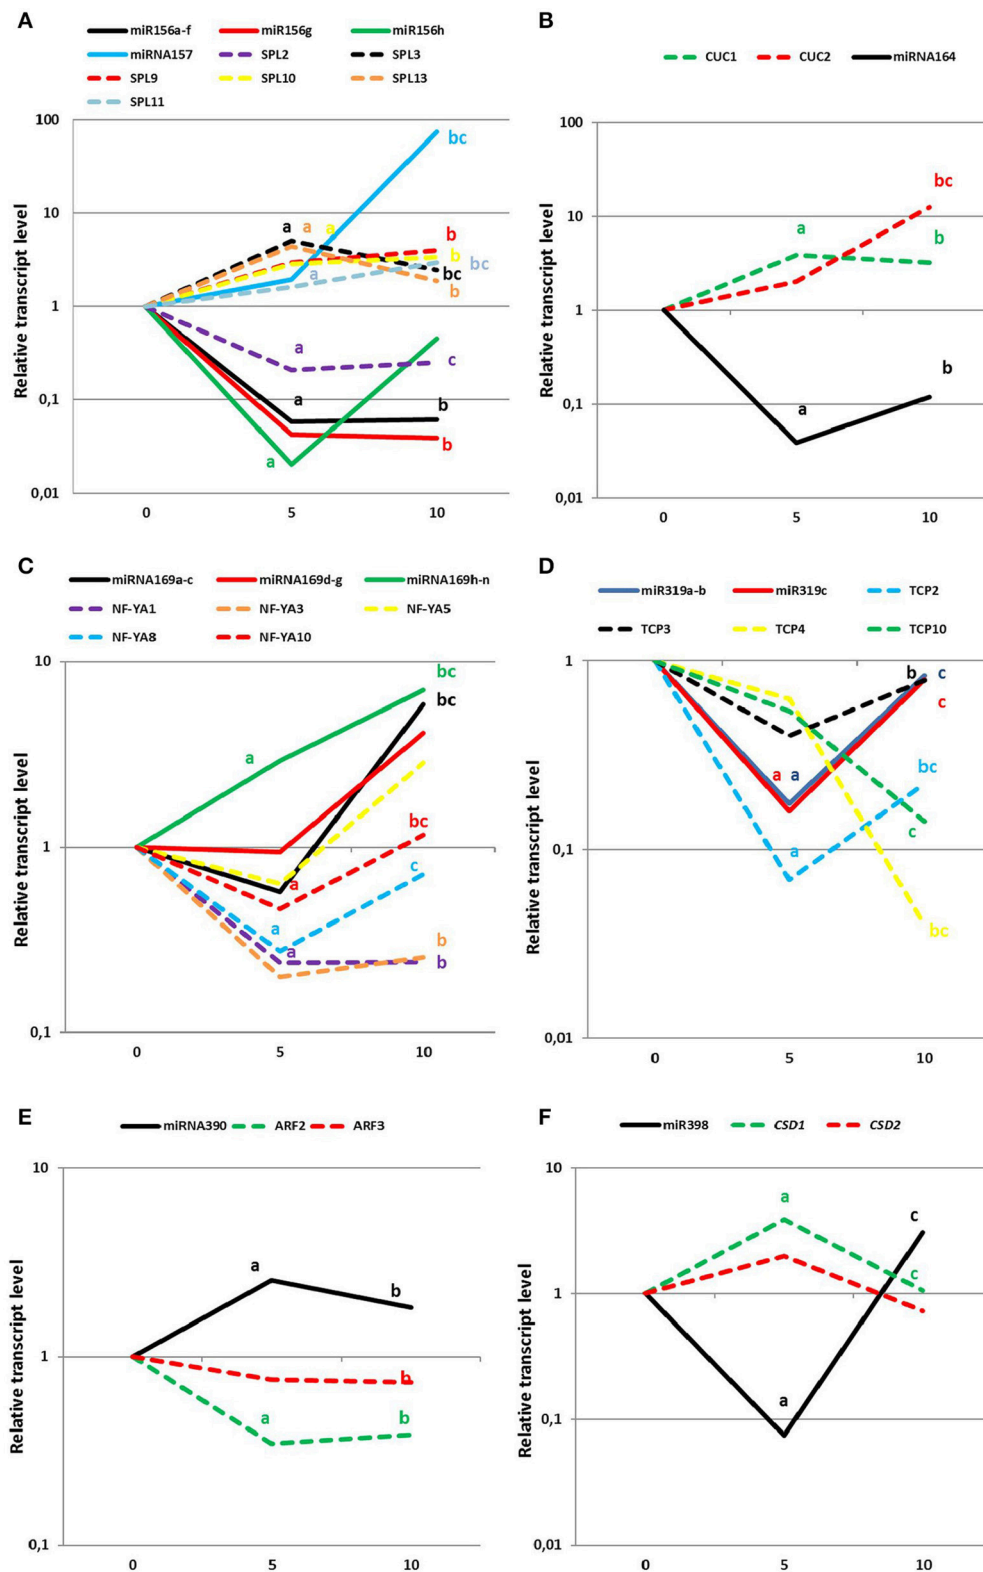 A
miR156a-f miR156g miR156h
miRNA157 SPL2 SPL3
SPL9 SPL10 SPL13
SPL11
Relative transcript level
100
10
1
0,1
0,01
0 5 10
bc
a a a
b
b
bc
a
bc
b
a
c
a
b
b
a
B
CUC1 CUC2 miRNA164
Relative transcript level
100
10
1
0,1
0,01
0 5 10
bc
a
b
b
a
C
miRNA169a-c miRNA169d-g miRNA169h-n
NF-YA1 NF-YA3 NF-YA5
NF-YA8 NF-YA10
Relative transcript level
10
1
0,1
0 5 10
bc
bc
a
bc
c
a
a
b
a
b
D
miR319a-b miR319c TCP2
TCP3 TCP4 TCP10
Relative transcript level
1
0,1
0,01
0 5 10
b c
c
bc
a a
c
a
bc
E
miRNA390 ARF2 ARF3
Relative transcript level
10
1
0,1
0 5 10
a
b
b
a b
F
miR398 CSD1 CSD2
Relative transcript level
10
1
0,1
0,01
0 5 10
a
c
c
a